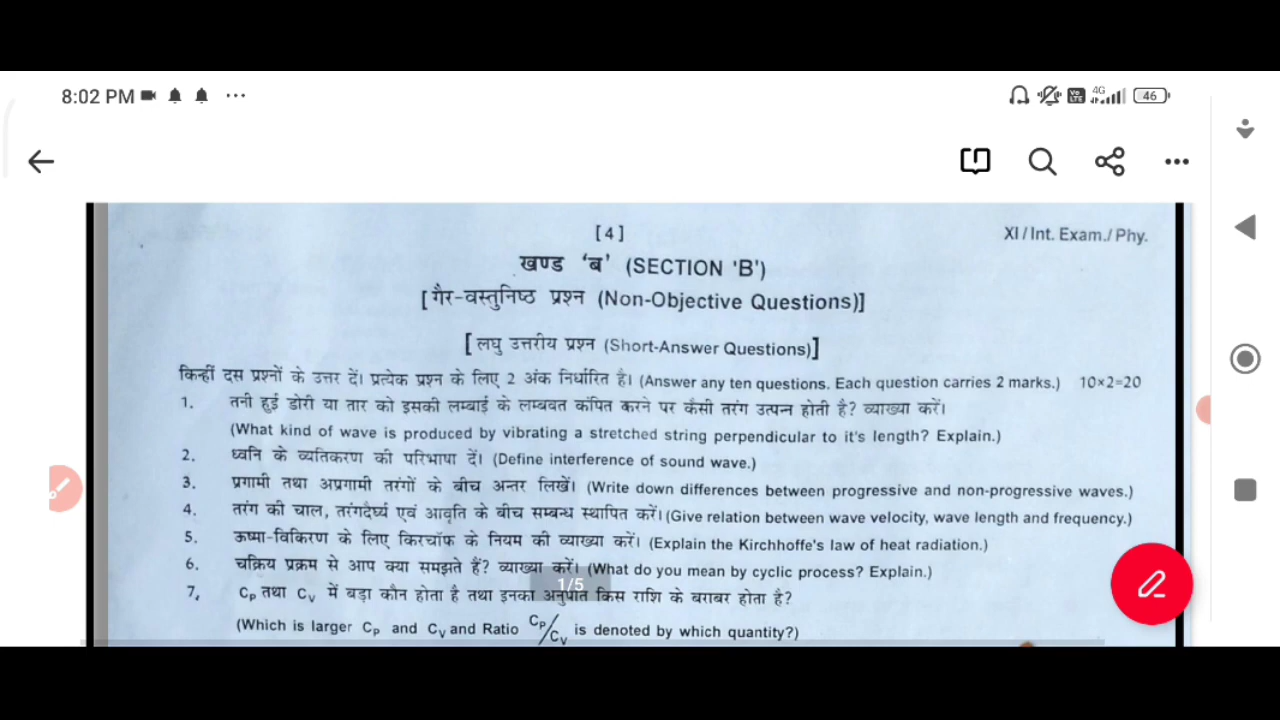 8:02 PM
4G
Vo LTE
46
[4]
XI/Int. Exam./Phy.
खण्ड 'ब' (SECTION 'B')
[गैर-वस्तुनिष्ठ प्रश्न (Non-Objective Questions)]
[लघु उत्तरीय प्रश्न (Short-Answer Questions)]
किन्हीं दस प्रश्नों के उत्तर दें। प्रत्येक प्रश्न के लिए 2 अंक निर्धारित है। (Answer any ten questions. Each question carries 2 marks.) 10×2=20
1. तनी हुई डोरी या तार को इसकी लम्बाई के लम्बवत कंपित करने पर कैसी तरंग उत्पन्न होती है? व्याख्या करें।
(What kind of wave is produced by vibrating a stretched string perpendicular to it's length? Explain.)
2. ध्वनि के व्यतिकरण की परिभाषा दें। (Define interference of sound wave.)
3. प्रगामी तथा अप्रगामी तरंगों के बीच अन्तर लिखें। (Write down differences between progressive and non-progressive waves.)
4. तरंग की चाल, तरंगदैर्घ्य एवं आवृति के बीच सम्बन्ध स्थापित करें। (Give relation between wave velocity, wave length and frequency.)
5. ऊष्मा-विकिरण के लिए किरचॉफ के नियम की व्याख्या करें। (Explain the Kirchhoffe's law of heat radiation.)
6. चक्रिय प्रक्रम से आप क्या समझते हैं? व्याख्या करें। (What do you mean by cyclic process? Explain.)
1/5
7. CP तथा CV में बड़ा कौन होता है तथा इनका अनुपात किस राशि के बराबर होता है?
(Which is larger CP and CV and Ratio CP/CV is denoted by which quantity?)